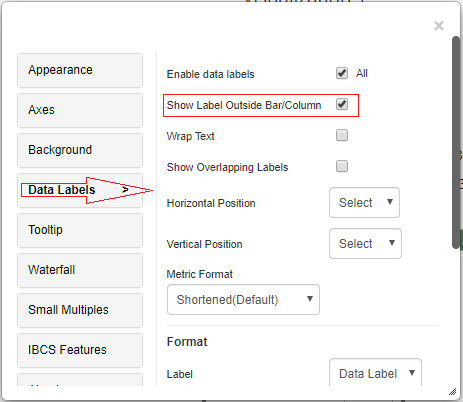 ×
Appearance
Axes
Background
Data Labels >
Tooltip
Waterfall
Small Multiples
IBCS Features
Enable data labels All
Show Label Outside Bar/Column
Wrap Text
Show Overlapping Labels
Horizontal Position Select
Vertical Position Select
Metric Format
Shortened(Default)
Format
Label Data Label